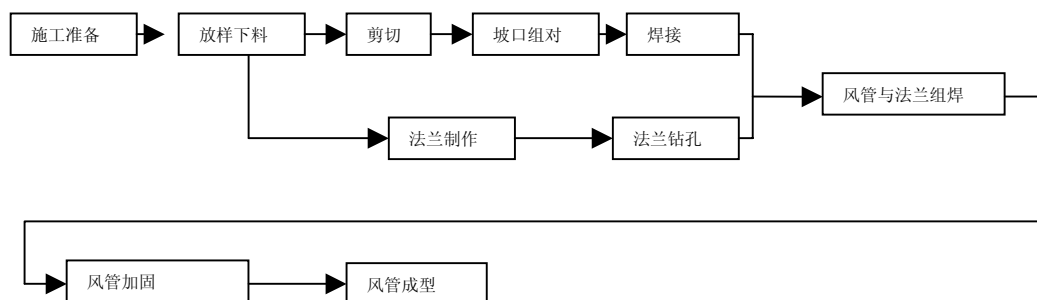 施工准备
放样下料
剪切
坡口组对
焊接
风管与法兰组焊
法兰制作
法兰钻孔
风管加固
风管成型